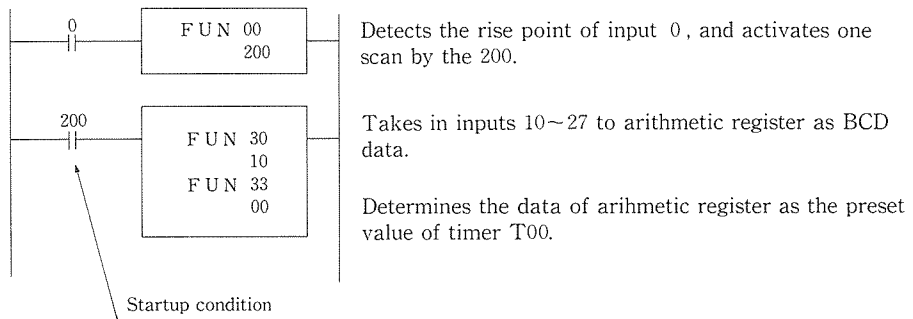 0
FUN 00
200
Detects the rise point of input 0, and activates one
scan by the 200.
200
FUN 30
10
FUN 33
00
Takes in inputs 10~27 to arithmetic register as BCD
data.
Determines the data of arihmetic register as the preset
value of timer T00.
Startup condition